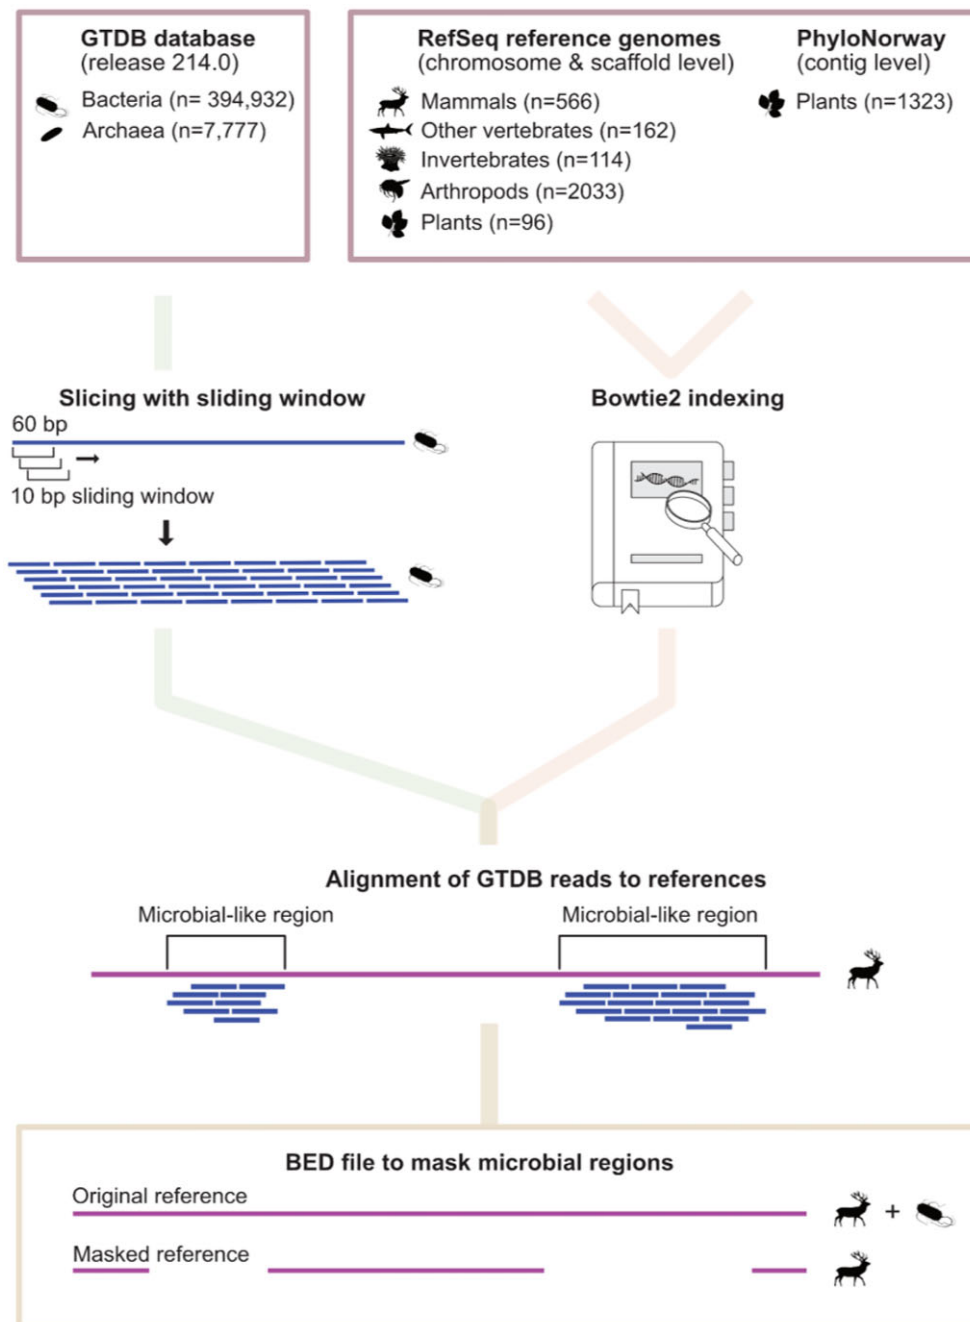 GTDB database
(release 214.0)
Bacteria (n= 394,932)
Archaea (n=7,777)
RefSeq reference genomes
(chromosome & scaffold level)
Mammals (n=566)
Other vertebrates (n=162)
Invertebrates (n=114)
Arthropods (n=2033)
Plants (n=96)
PhyloNorway
(contig level)
Plants (n=1323)
Slicing with sliding window
60 bp
10 bp sliding window
Bowtie2 indexing
Alignment of GTDB reads to references
Microbial-like region
Microbial-like region
BED file to mask microbial regions
Original reference
+
Masked reference